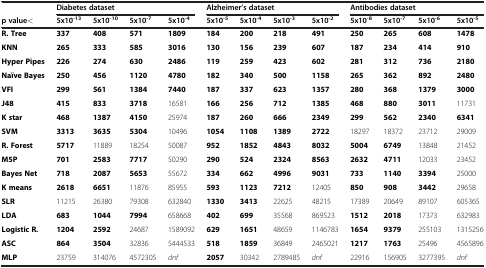 Diabetes dataset Alzheimer's dataset Antibodies dataset
p value< 5x10-13 5x10-10 5x10-7 5x10-4 5x10-5 5x10-4 5x10-3 5x10-2 5x10-8 5x10-7 5x10-6 5x10-5
R. Tree 337 408 571 1809 184 200 218 491 250 265 608 1478
KNN 265 333 585 3016 130 156 239 607 187 234 414 910
Hyper Pipes 226 274 630 2486 119 259 423 602 281 312 736 2180
Naïve Bayes 250 456 1120 4780 182 340 500 1158 265 362 892 2480
VFI 299 561 1384 7440 187 337 623 1357 280 368 1379 3000
J48 415 833 3718 16581 166 256 712 1385 468 880 3011 11731
K star 468 1387 4150 25974 187 260 666 2349 299 562 2340 6341
SVM 3313 3635 5304 10496 1054 1108 1389 2722 18297 18372 23712 29009
R. Forest 5717 11889 18254 50087 952 1852 4843 8032 5004 6749 13848 21452
M5P 701 2583 7717 50290 290 524 2324 8563 2632 4711 12033 23452
Bayes Net 718 2087 5653 55672 334 662 4996 9031 733 1140 3394 25000
K means 2618 6651 11876 85955 593 1123 7212 12405 850 908 3442 29658
SLR 11215 26380 79308 632840 1330 3413 22625 48215 17389 20649 89107 605365
LDA 683 1044 7994 658668 402 699 35568 869523 1512 2018 17373 632983
Logistic R. 1204 2592 24687 1589092 629 1651 48659 1146783 1654 9379 255103 1315256
ASC 864 3504 32836 5444533 518 1859 36849 2465021 1217 1763 25496 4565896
MLP 23759 314076 4572305 dnf 2057 30342 2789485 dnf 22916 156905 3277395 dnf